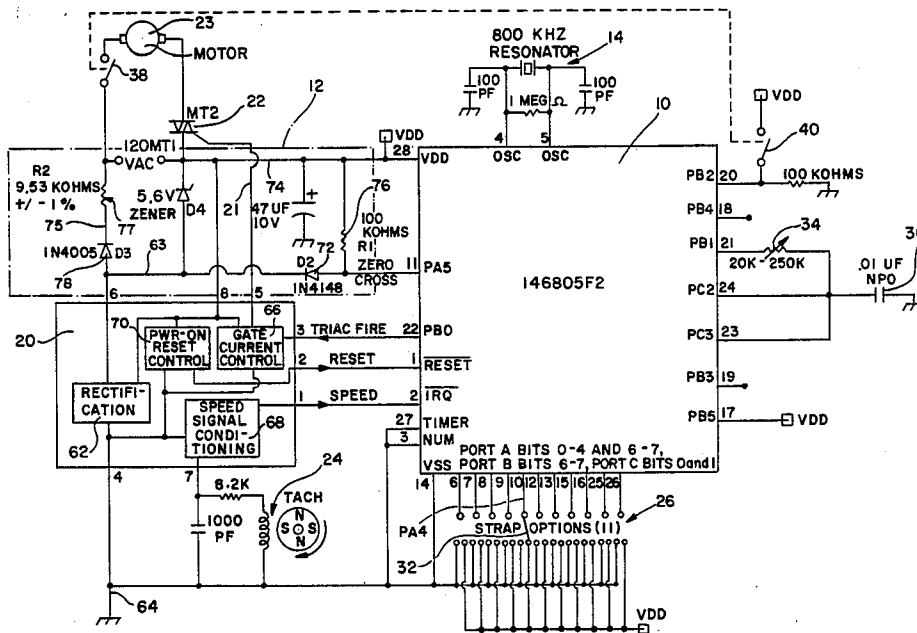 23
MOTOR
38
MT2
22
12
120MT1
VAC
800 KHZ
RESONATOR
14
100
PF
100
PF
1 MEG Ω
4
5
OSC
OSC
10
VDD
28
VDD
VDD
40
PB2
20
100 KOHMS
PB4
18
34
PB1
21
20K-250K
36
.01 UF
NPO
PC2
24
PC3
23
PB3
19
PB5
17
VDD
146805F2
R2
9.53 KOHMS
+/- 1%
75
77
5.6V
ZENER
D4
21
47 UF
10V
74
76
100
KOHMS
R1
1N4005
D3
78
63
D2
72
1N4148
ZERO
CROSS
11
PA5
6
8
5
20
70
PWR-ON
RESET
CONTROL
66
GATE
CURRENT
CONTROL
3
TRIAC FIRE
22
PB0
2
RESET
1
RESET
1
SPEED
2
IRQ
RECTIFI-
CATION
62
SPEED
SIGNAL
CONDITIONING
68
27
TIMER
3
NUM
VSS
14
4
7
8.2K
24
TACH
N
S
S
N
1000
PF
64
PORT A BITS 0-4 AND 6-7,
PORT B BITS 6-7, PORT C BITS 0 and 1
6 7 8 9 10 12 13 15 16 25 26
PA4
STRAP OPTIONS (11)
26
32
VDD